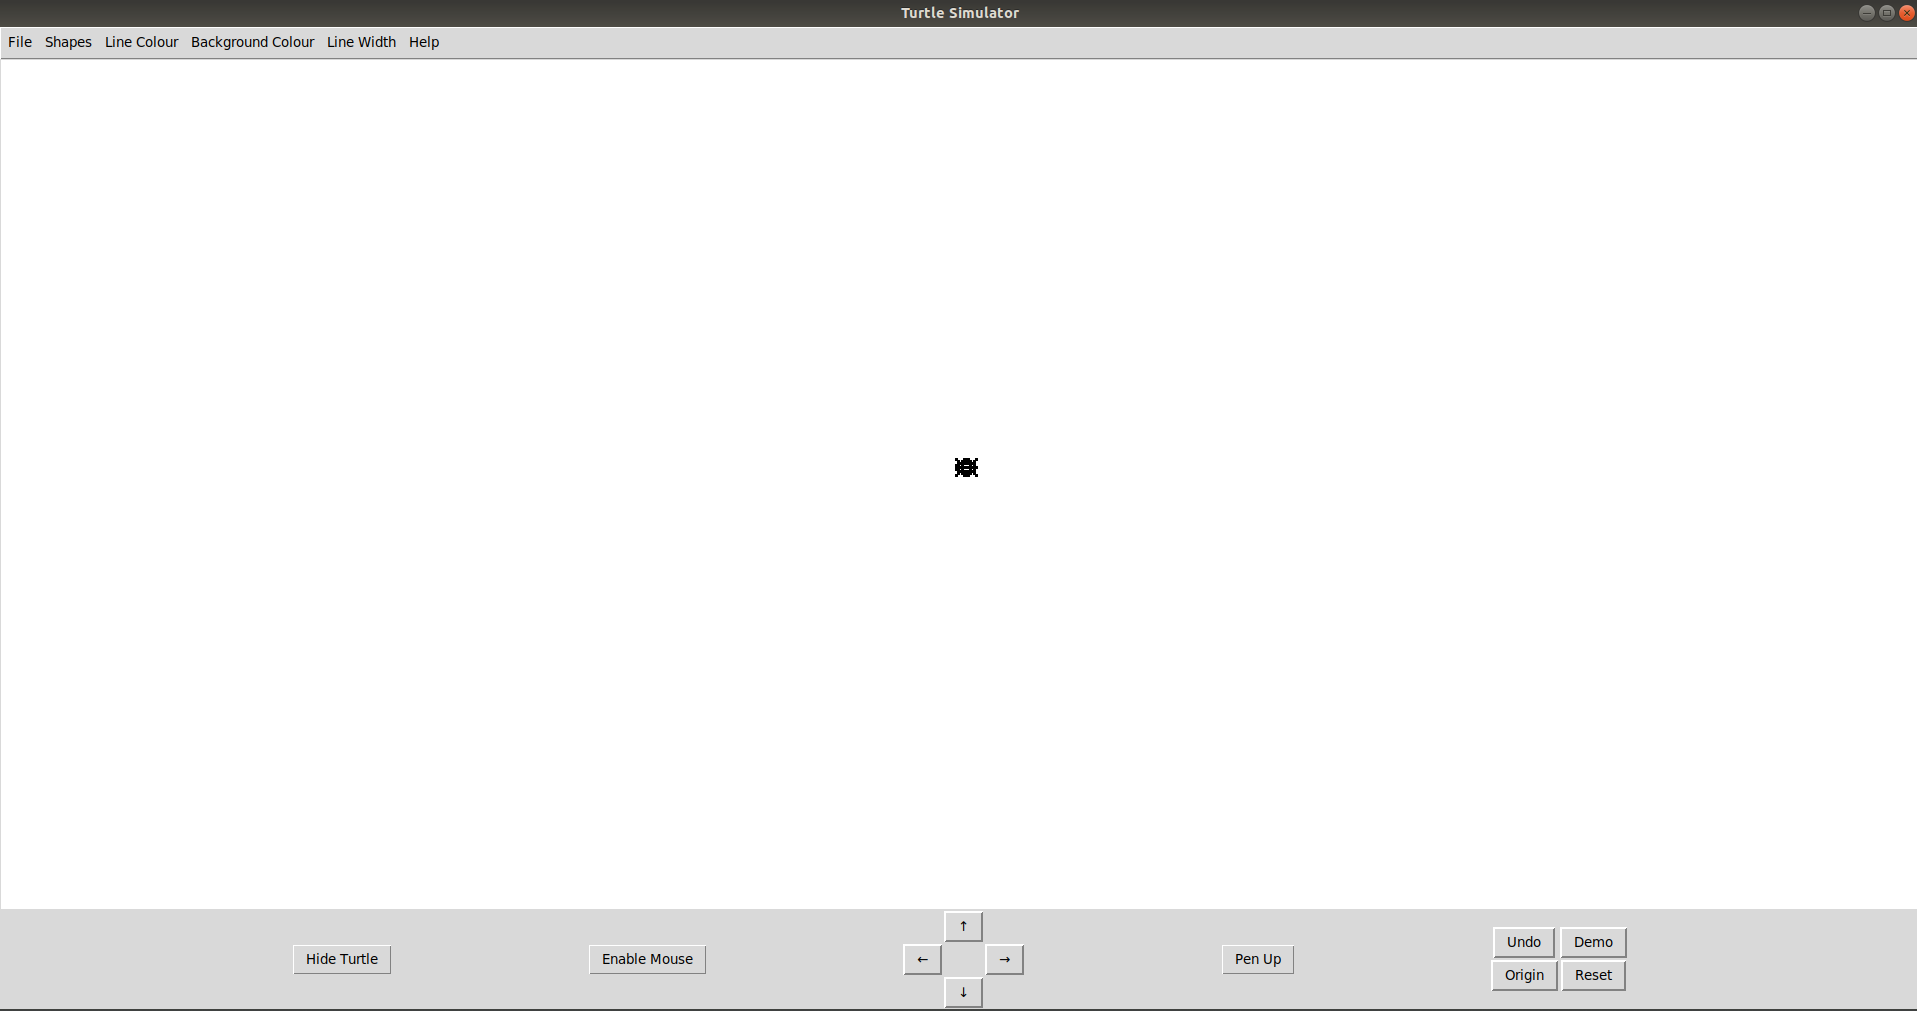 Turtle Simulator
File Shapes Line Colour Background Colour Line Width Help
↑
Undo Demo
Hide Turtle Enable Mouse ← → Pen Up
Origin Reset
↓